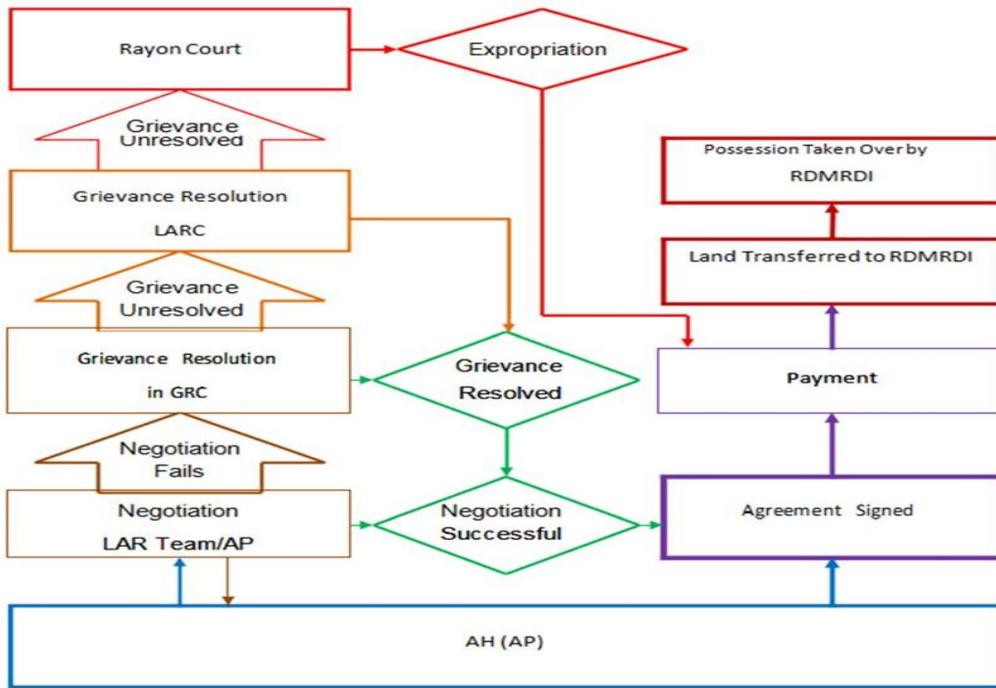 Rayon Court
Expropriation
Grievance
Unresolved
Possession Taken Over by
RDMRDI
Grievance Resolution
LARC
Land Transferred to RDMRDI
Grievance
Unresolved
Grievance Resolution
in GRC
Grievance
Resolved
Payment
Negotiation
Fails
Negotiation
LAR Team/AP
Negotiation
Successful
Agreement Signed
AH (AP)